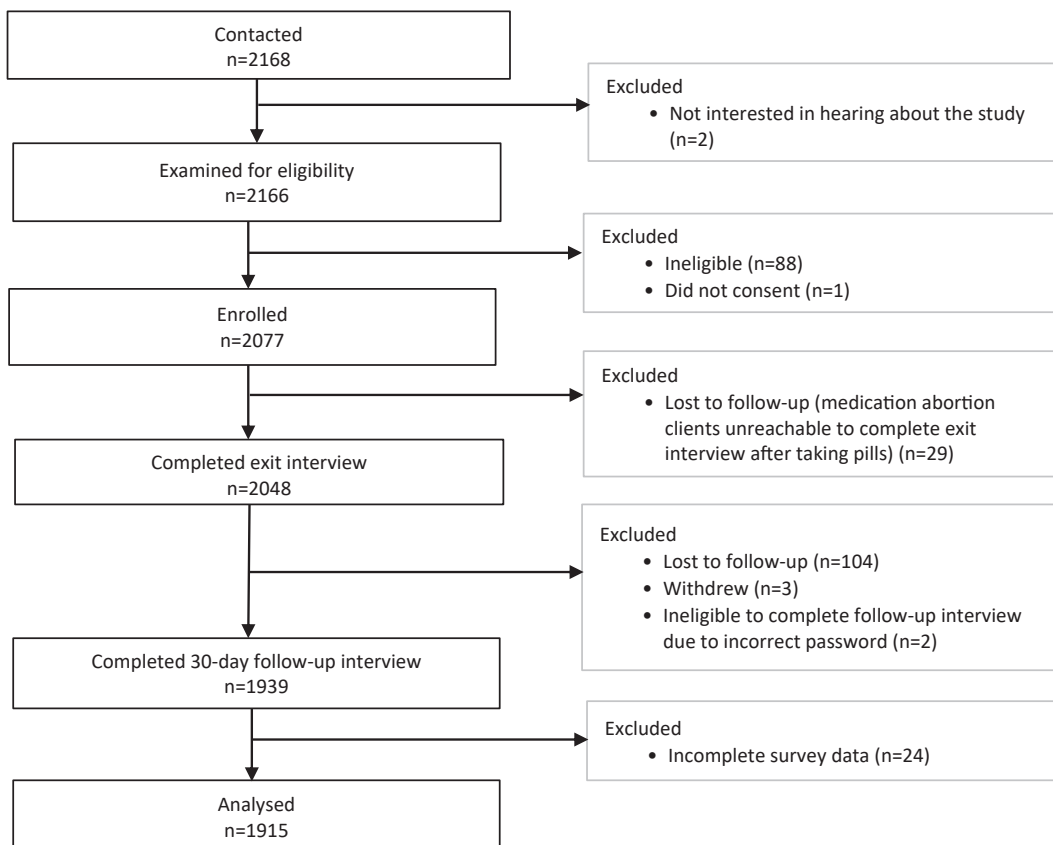 Contacted
n=2168
Excluded
• Not interested in hearing about the study
(n=2)
Examined for eligibility
n=2166
Excluded
• Ineligible (n=88)
• Did not consent (n=1)
Enrolled
n=2077
Excluded
• Lost to follow-up (medication abortion
clients unreachable to complete exit
interview after taking pills) (n=29)
Completed exit interview
n=2048
Excluded
• Lost to follow-up (n=104)
• Withdrew (n=3)
• Ineligible to complete follow-up interview
due to incorrect password (n=2)
Completed 30-day follow-up interview
n=1939
Excluded
• Incomplete survey data (n=24)
Analysed
n=1915